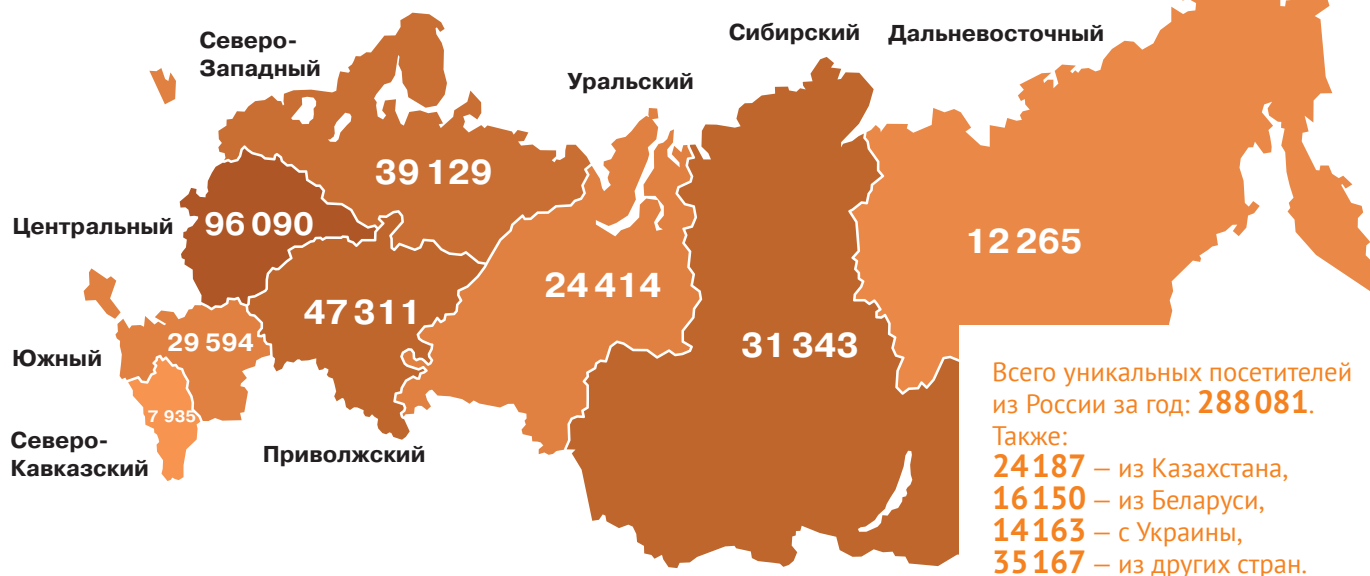 Северо-
Западный
Уральский
Сибирский
Дальневосточный
39 129
Центральный
96 090
12 265
24 414
47 311
29 594
31 343
Южный
7 935
Северо-
Кавказский
Приволжский
Всего уникальных посетителей
из России за год: 288 081.
Также:
24 187 – из Казахстана,
16 150 – из Беларуси,
14 163 – с Украины,
35 167 – из других стран.